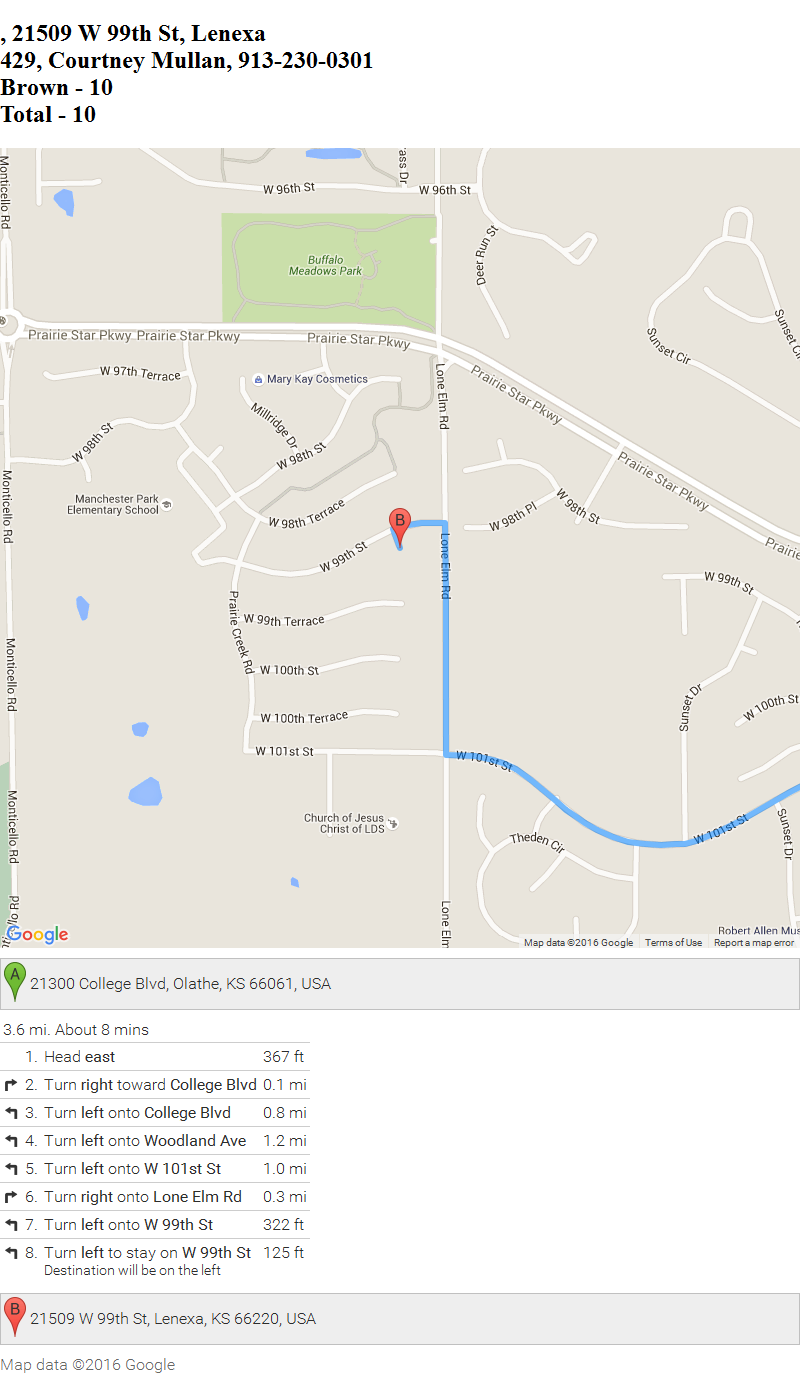 , 21509 W 99th St, Lenexa
429, Courtney Mullan, 913-230-0301
Brown - 10
Total - 10
Monticello Rd
ass Dr
W 96th St
W 96th St
Deer Run St
Buffalo
Meadows Park
Sunset Cir
Sunset Ci
Prairie Star Pkwy
Prairie Star Pkwy
Prairie Star Pkwy
Prairie Star Pkwy
W 97th Terrace
Mary Kay Cosmetics
Lone Elm Rd
Millridge Dr
W 98th St
W 98th St
Prairie Star Pkwy
Monticello Rd
Manchester Park
Elementary School
W 98th Terrace
B
W 98th Pl
W 98th St
Prairie
W 99th St
Lone Elm Rd
W 99th St
Prairie Creek Rd
W 99th Terrace
Monticello Rd
W 100th St
Sunset Dr
W 100th St
W 100th Terrace
W 101st St
W 101st St
Monticello Rd
Church of Jesus
Christ of LDS
Theden Cir
W 101st St
Sunset Dr
Lone Elm
Robert Allen Mus
Google
Map data ©2016 Google Terms of Use Report a map error
A
21300 College Blvd, Olathe, KS 66061, USA
3.6 mi. About 8 mins
1. Head east 367 ft
2. Turn right toward College Blvd 0.1 mi
3. Turn left onto College Blvd 0.8 mi
4. Turn left onto Woodland Ave 1.2 mi
5. Turn left onto W 101st St 1.0 mi
6. Turn right onto Lone Elm Rd 0.3 mi
7. Turn left onto W 99th St 322 ft
8. Turn left to stay on W 99th St 125 ft
Destination will be on the left
B
21509 W 99th St, Lenexa, KS 66220, USA
Map data ©2016 Google